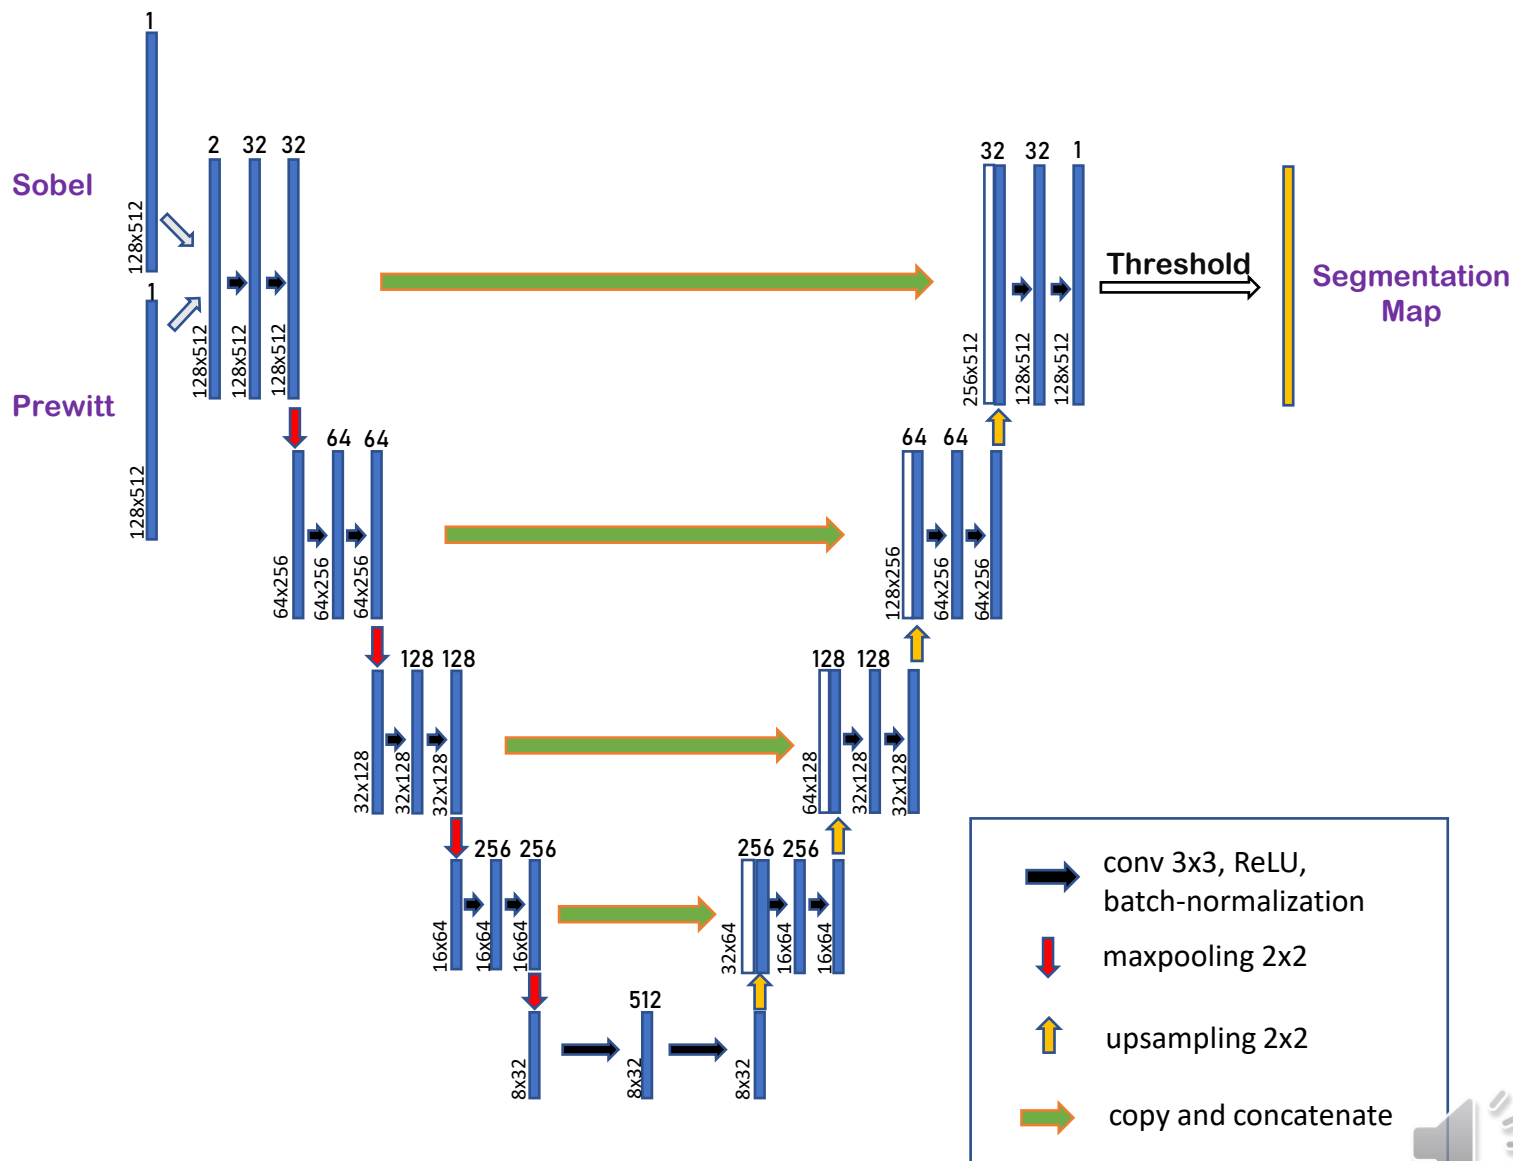 1
128x512
Sobel
1
128x512
Prewitt
2
32
32
128x512
128x512
128x512
64
64
64x256
64x256
64x256
128
128
32x128
32x128
32x128
256
256
16x64
16x64
16x64
512
8x32
8x32
8x32
256
256
32x64
16x64
16x64
128
128
64x128
32x128
32x128
64
64
128x256
64x256
64x256
32
32
1
256x512
128x512
128x512
Threshold
Segmentation
Map
conv 3x3, ReLU,
batch-normalization
maxpooling 2x2
upsampling 2x2
copy and concatenate